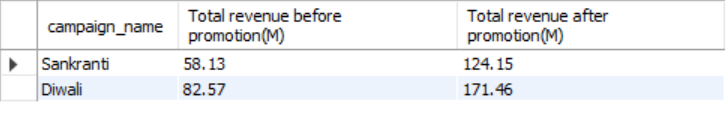 campaign_name Total revenue before promotion(M) Total revenue after promotion(M)
Sankranti 58.13 124.15
Diwali 82.57 171.46